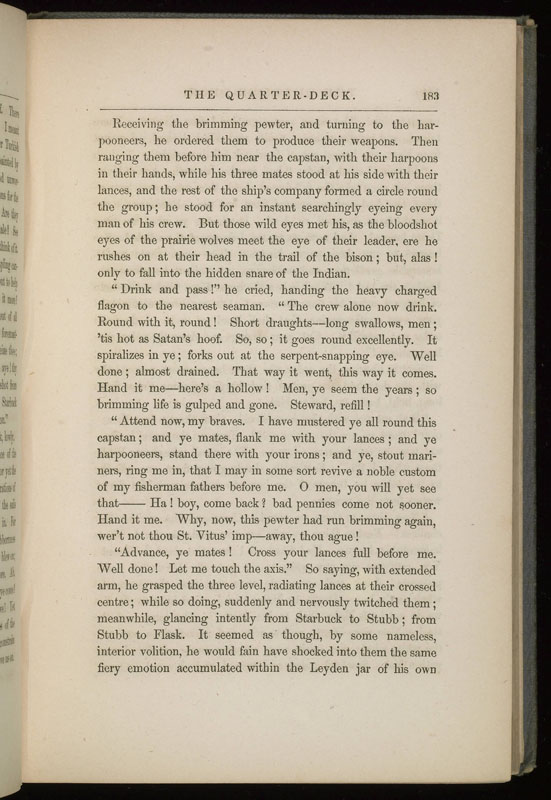 THE QUARTER-DECK. 183
Receiving the brimming pewter, and turning to the har-
pooneers, he ordered them to produce their weapons. Then
ranging them before him near the capstan, with their harpoons
in their hands, while his three mates stood at his side with their
lances, and the rest of the ship's company formed a circle round
the group; he stood for an instant searchingly eyeing every
man of his crew. But those wild eyes met his, as the bloodshot
eyes of the prairie wolves meet the eye of their leader, ere he
rushes on at their head in the trail of the bison; but, alas!
only to fall into the hidden snare of the Indian.
"Drink and pass!" he cried, handing the heavy charged
flagon to the nearest seaman. "The crew alone now drink.
Round with it, round! Short draughts—long swallows, men;
'tis hot as Satan's hoof. So, so; it goes round excellently. It
spiralizes in ye; forks out at the serpent-snapping eye. Well
done; almost drained. That way it went, this way it comes.
Hand it me—here's a hollow! Men, ye seem the years; so
brimming life is gulped and gone. Steward, refill!
"Attend now, my braves. I have mustered ye all round this
capstan; and ye mates, flank me with your lances; and ye
harpooneers, stand there with your irons; and ye, stout mari-
ners, ring me in, that I may in some sort revive a noble custom
of my fisherman fathers before me. O men, you will yet see
that—— Ha! boy, come back? bad pennies come not sooner.
Hand it me. Why, now, this pewter had run brimming again,
wer't not thou St. Vitus' imp—away, thou ague!
"Advance, ye mates! Cross your lances full before me.
Well done! Let me touch the axis." So saying, with extended
arm, he grasped the three level, radiating lances at their crossed
centre; while so doing, suddenly and nervously twitched them;
meanwhile, glancing intently from Starbuck to Stubb; from
Stubb to Flask. It seemed as though, by some nameless,
interior volition, he would fain have shocked into them the same
fiery emotion accumulated within the Leyden jar of his own